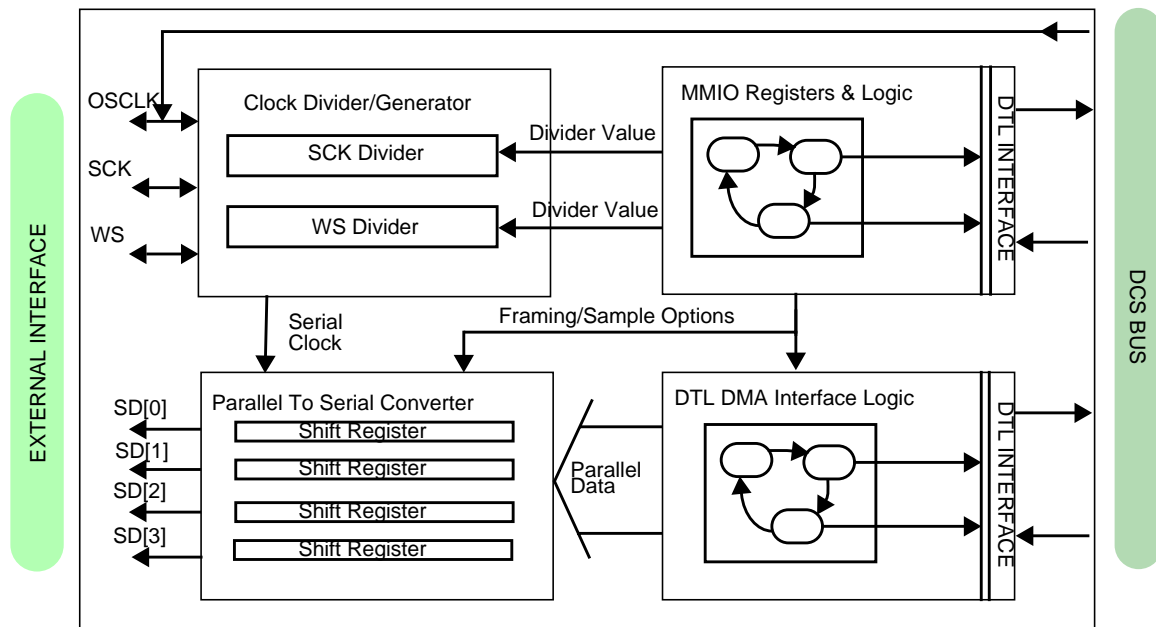 EXTERNAL INTERFACE
OSCLK
SCK
WS
Clock Divider/Generator
SCK Divider
WS Divider
Divider Value
Divider Value
MMIO Registers & Logic
DTL INTERFACE
DCS BUS
Serial
Clock
Framing/Sample Options
SD[0]
SD[1]
SD[2]
SD[3]
Parallel To Serial Converter
Shift Register
Shift Register
Shift Register
Shift Register
Parallel
Data
DTL DMA Interface Logic
DTL INTERFACE